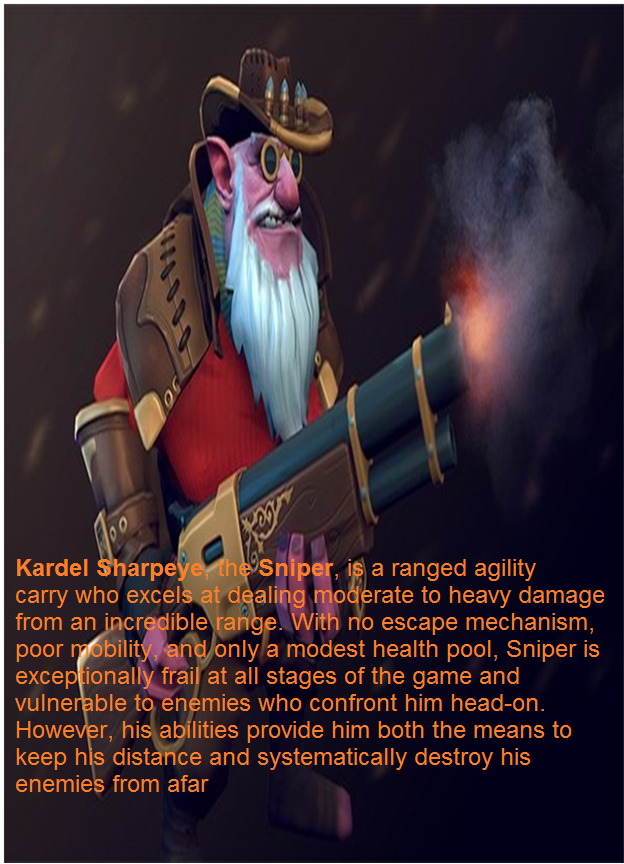 Kardel Sharpeye, the Sniper, is a ranged agility
carry who excels at dealing moderate to heavy damage
from an incredible range. With no escape mechanism,
poor mobility, and only a modest health pool, Sniper is
exceptionally frail at all stages of the game and
vulnerable to enemies who confront him head-on.
However, his abilities provide him both the means to
keep his distance and systematically destroy his
enemies from afar